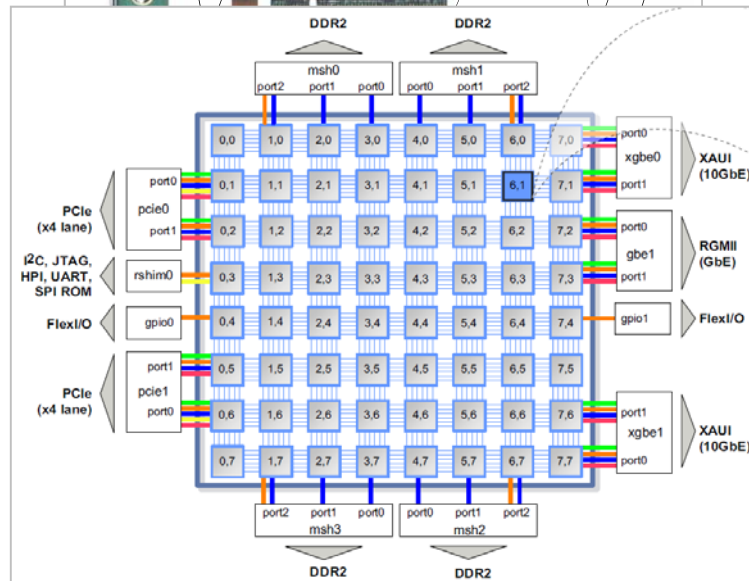 DDR2 DDR2
msh0 msh1
port2 port1 port0 port0 port1 port2
0,0 1,0 2,0 3,0 4,0 5,0 6,0 7,0 port0
xgbe0
XAUI
(10GbE)
port0 0,1 1,1 2,1 3,1 4,1 5,1 6,1 7,1 port1
PCIe
(x4 lane)
pcie0
port1 0,2 1,2 2,2 3,2 4,2 5,2 6,2 7,2 port0
gbe1
RGMII
(GbE)
I²C, JTAG,
HPI, UART,
SPI ROM
rshim0 0,3 1,3 2,3 3,3 4,3 5,3 6,3 7,3 port1
FlexI/O gpio0 0,4 1,4 2,4 3,4 4,4 5,4 6,4 7,4 gpio1 FlexI/O
port1 0,5 1,5 2,5 3,5 4,5 5,5 6,5 7,5
PCIe
(x4 lane)
pcie1
port0 0,6 1,6 2,6 3,6 4,6 5,6 6,6 7,6 port1
xgbe1
XAUI
(10GbE)
0,7 1,7 2,7 3,7 4,7 5,7 6,7 7,7 port0
port2 port1 port0 port0 port1 port2
msh3 msh2
DDR2 DDR2